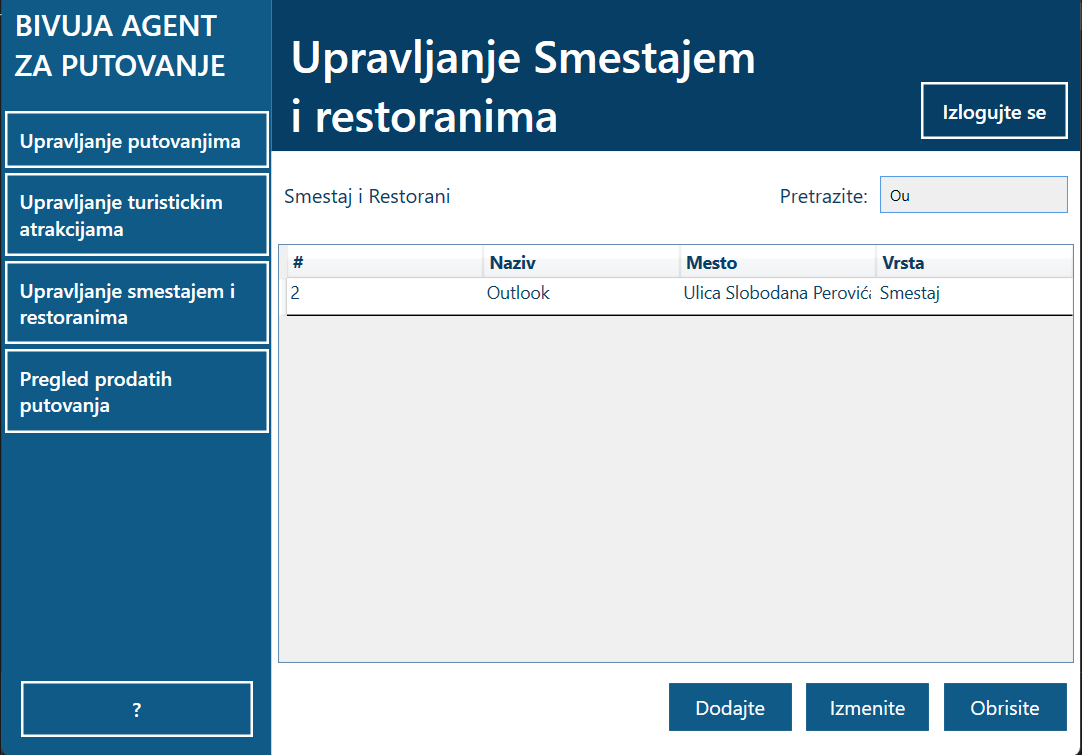 BIVUJA AGENT
ZA PUTOVANJE
Upravljanje putovanjima
Upravljanje turistickim
atrakcijama
Upravljanje smestajem i
restoranima
Pregled prodatih
putovanja
?
Upravljanje Smestajem
i restoranima
Izlogujte se
Smestaj i Restorani
Pretrazite: Ou
# Naziv Mesto Vrsta
2 Outlook Ulica Slobodana Perovića Smestaj
Dodajte Izmenite Obrisite